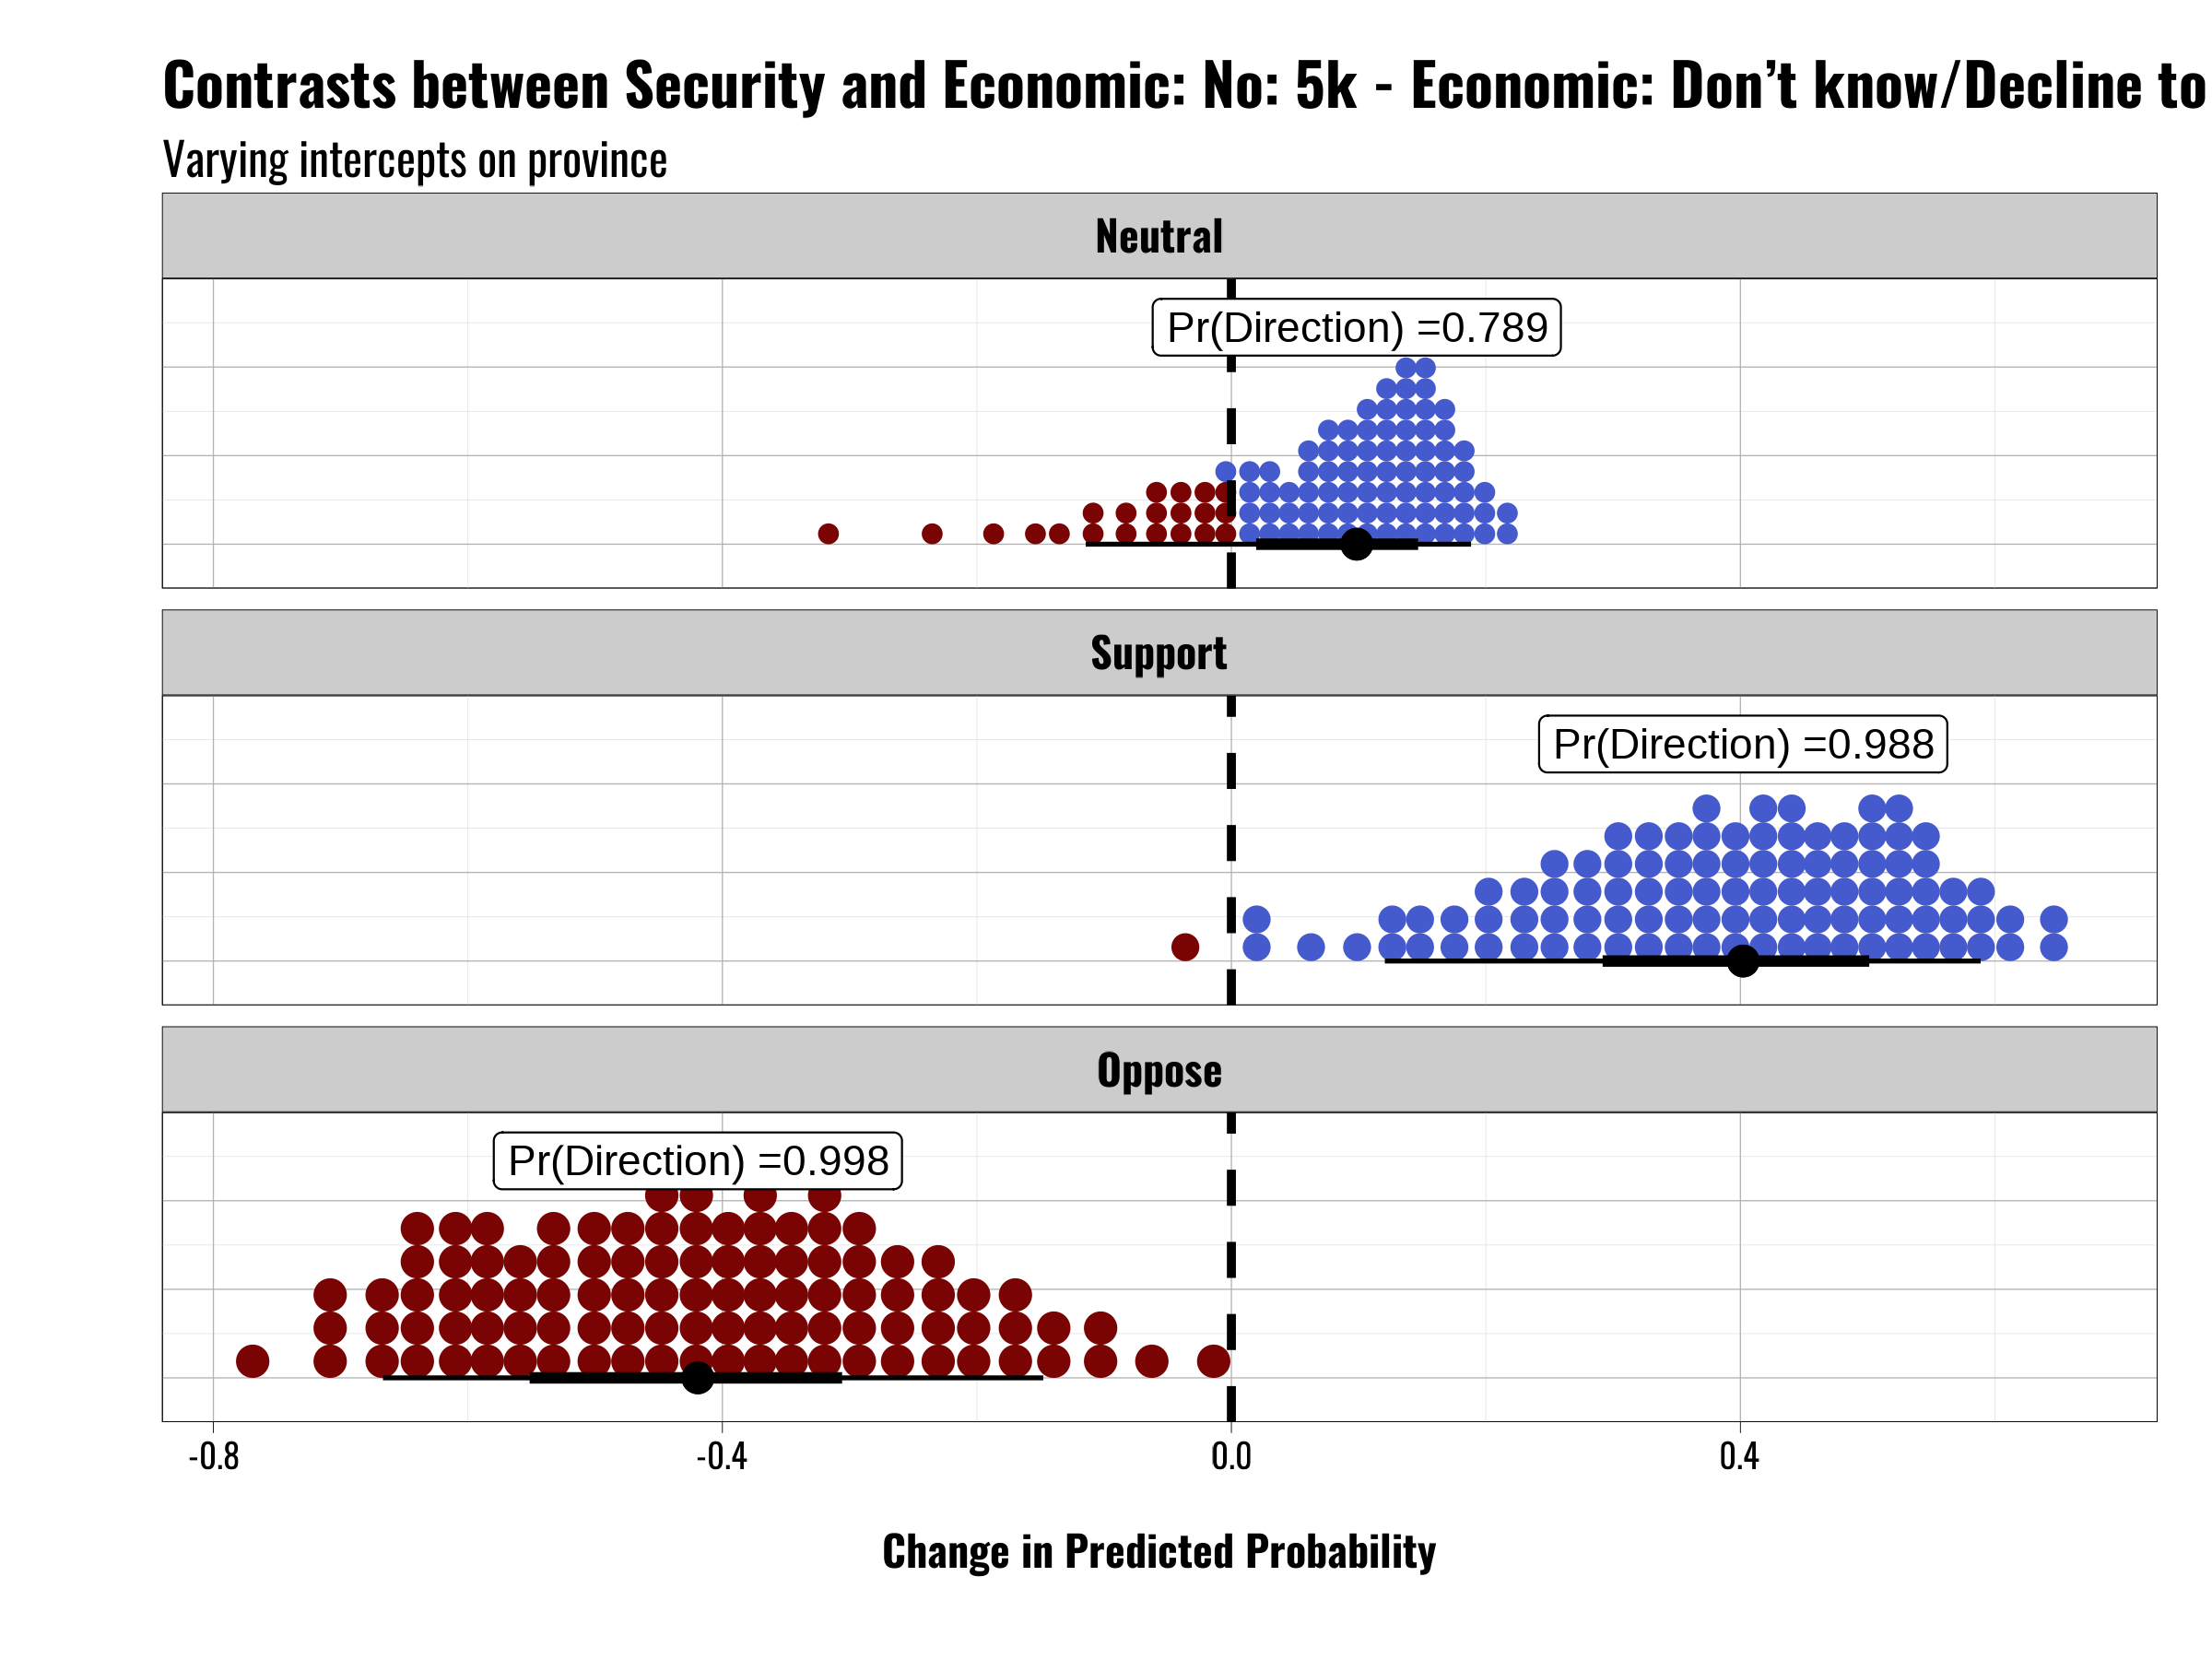 Contrasts between Security and Economic: No: 5k - Economic: Don’t know/Decline to
Varying intercepts on province
Neutral
Pr(Direction) =0.789
Support
Pr(Direction) =0.988
Oppose
Pr(Direction) =0.998
-0.8 -0.4 0.0 0.4
Change in Predicted Probability